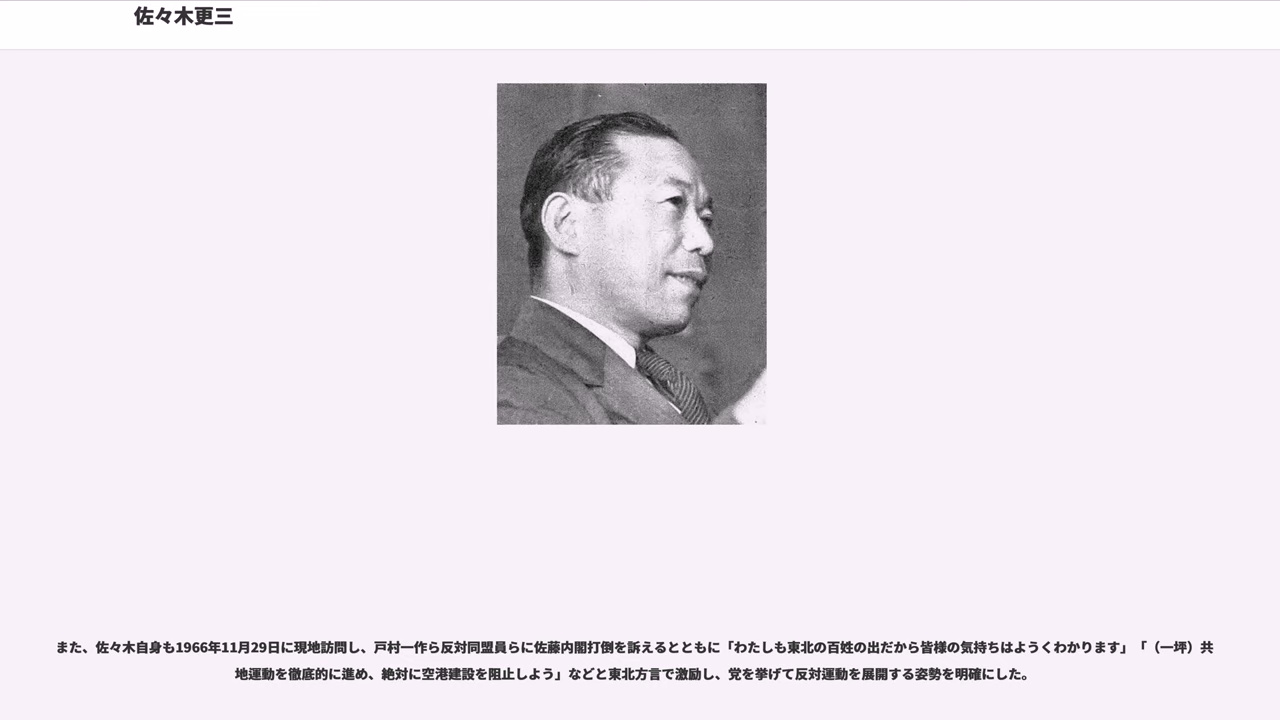 佐々木更三
また、佐々木自身も1966年11月29日に現地訪問し、戸村一作ら反対同盟員らに佐藤内閣打倒を訴えるとともに「わたしも東北の百姓の出だから皆様の気持ちはようくわかります」「（一坪）共
地運動を徹底的に進め、絶対に空港建設を阻止しよう」などと東北方言で激励し、党を挙げて反対運動を展開する姿勢を明確にした。